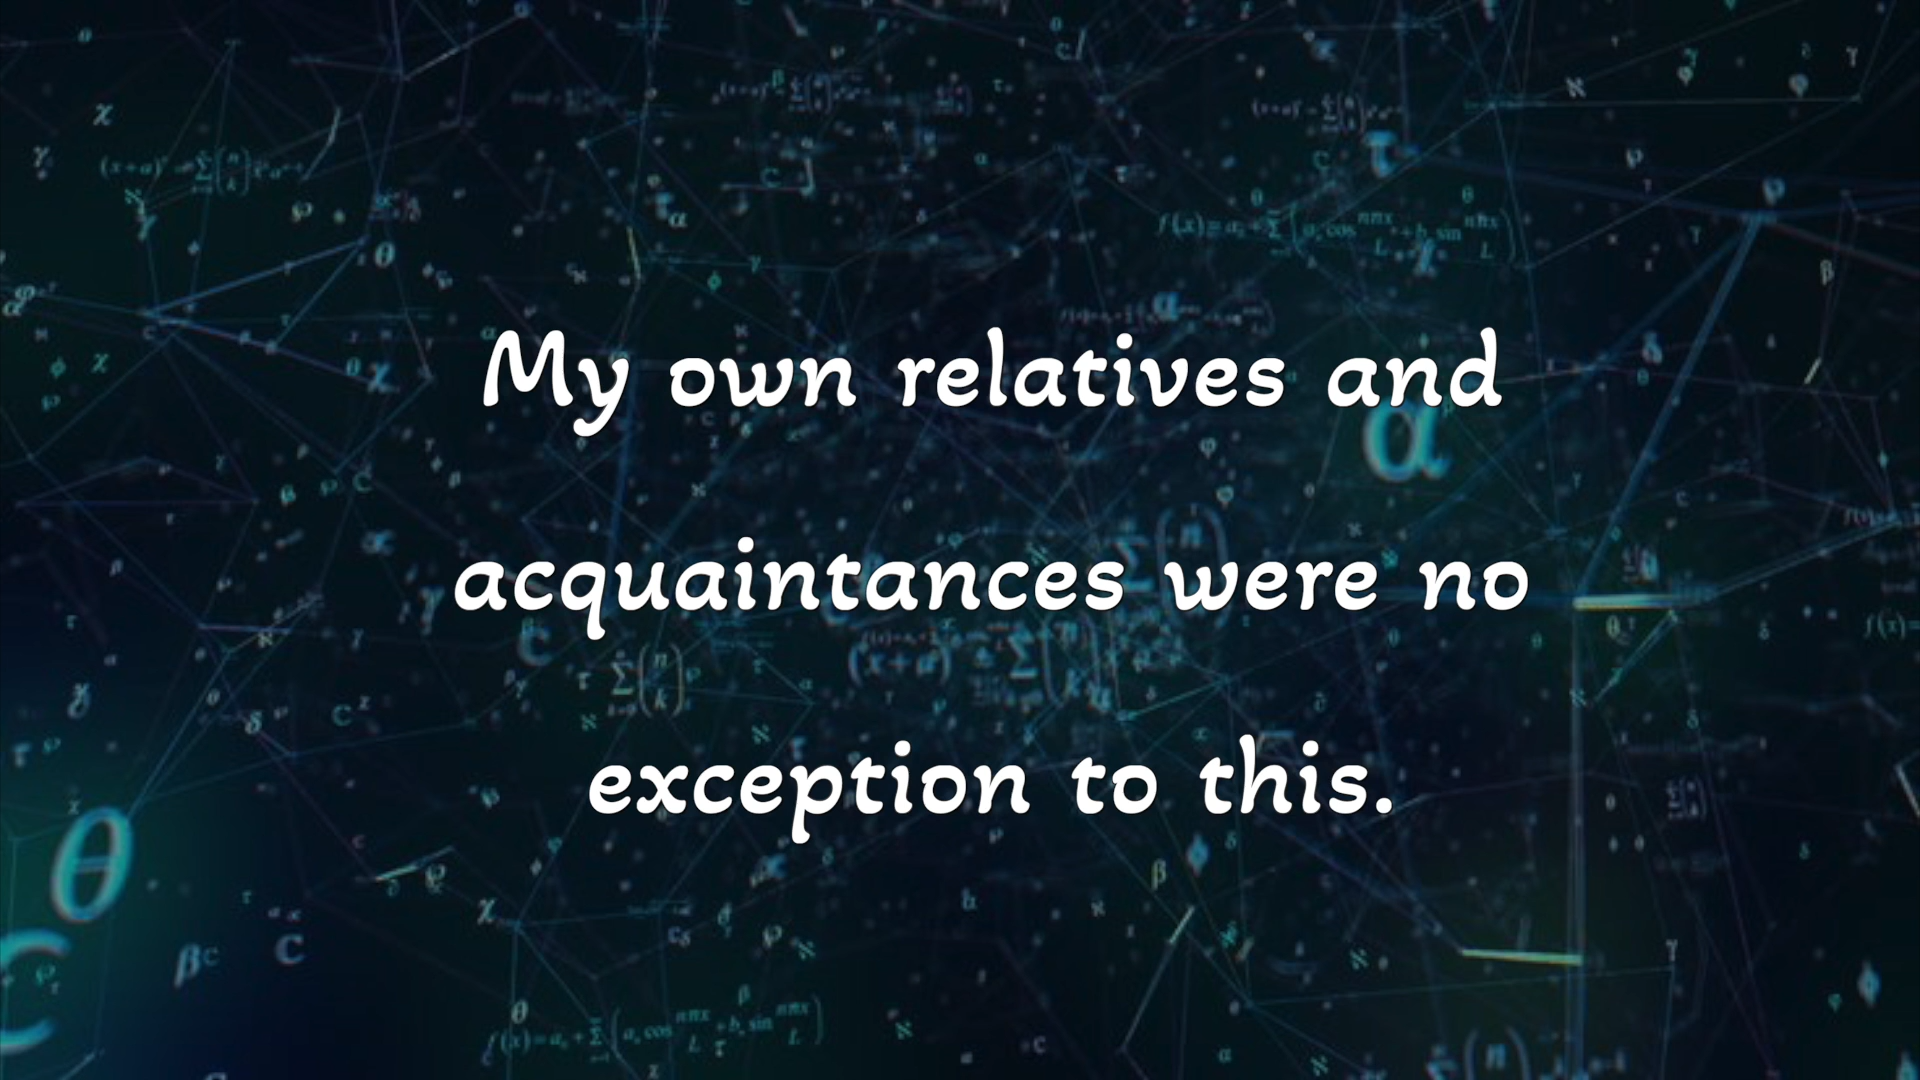 My own relatives and
acquaintances were no
exception to this.